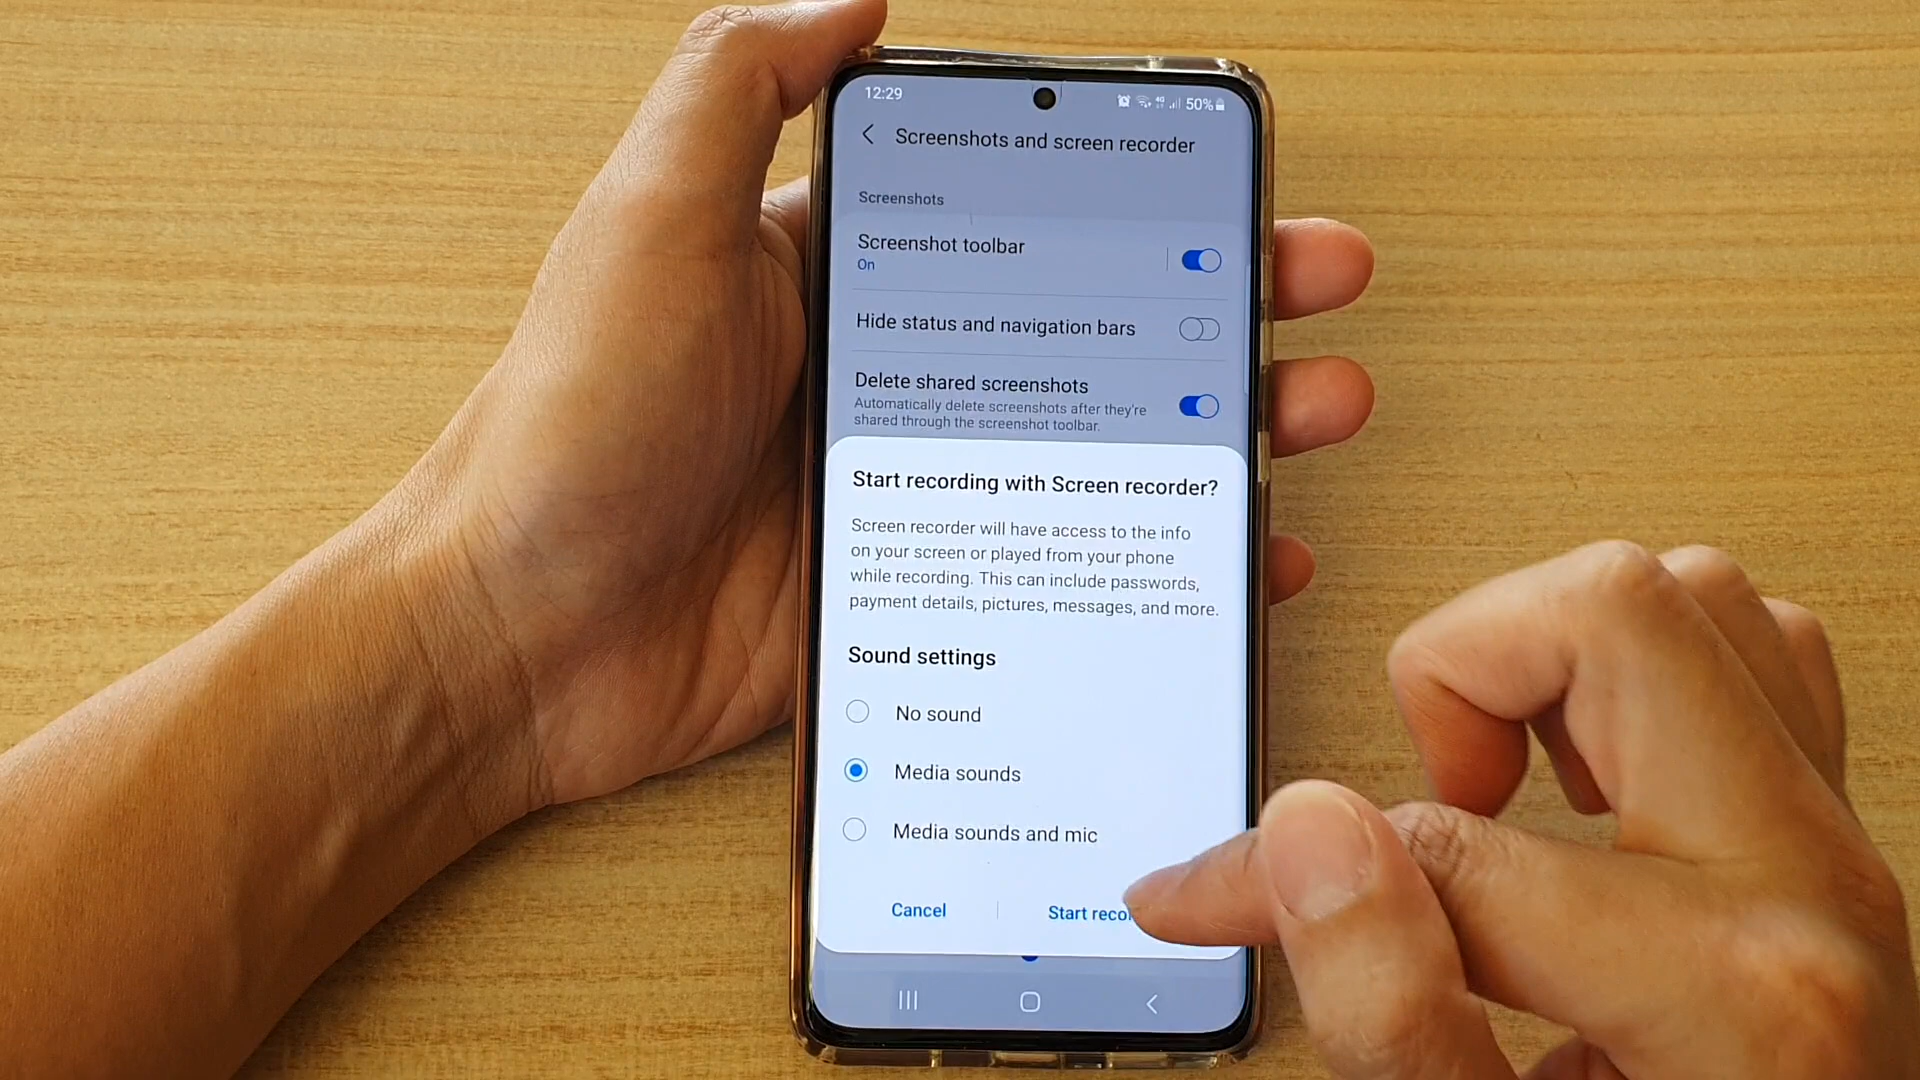 12:29
4G 50%
Screenshots and screen recorder
Screenshots
Screenshot toolbar
On
Hide status and navigation bars
Delete shared screenshots
Automatically delete screenshots after they're
shared through the screenshot toolbar.
Start recording with Screen recorder?
Screen recorder will have access to the info
on your screen or played from your phone
while recording. This can include passwords,
payment details, pictures, messages, and more.
Sound settings
No sound
Media sounds
Media sounds and mic
Cancel
Start